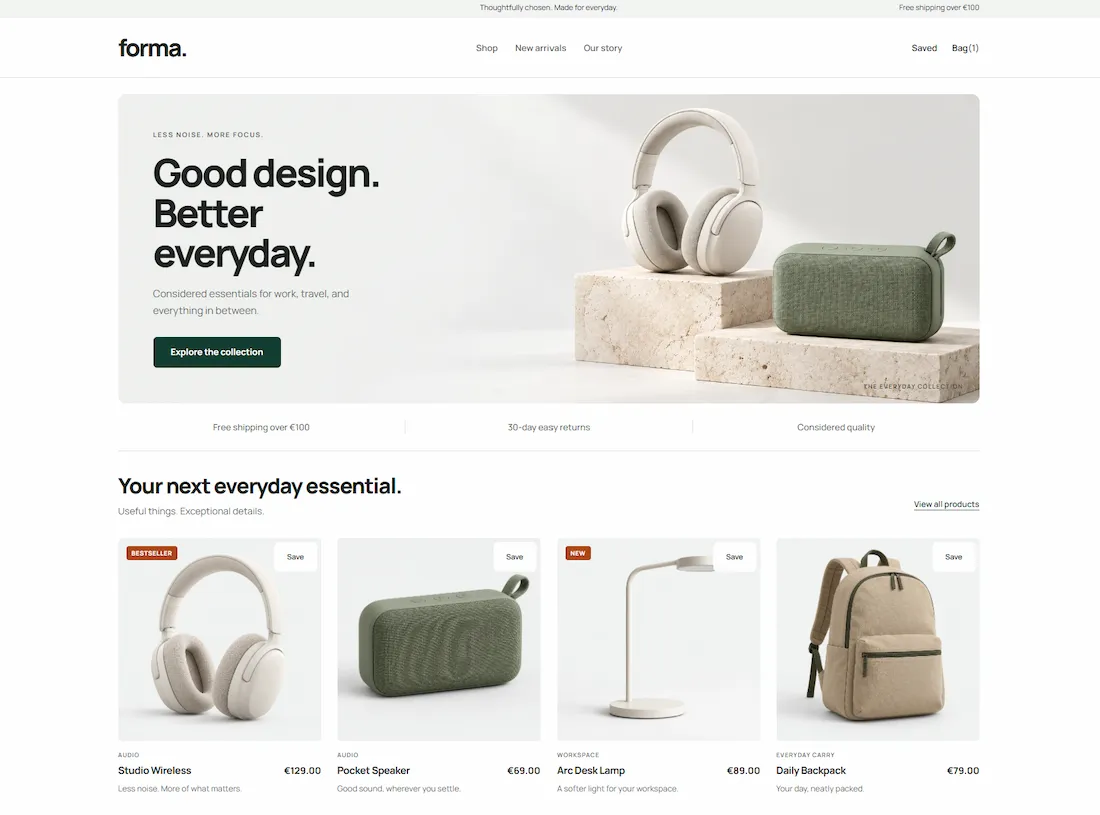 Thoughtfully chosen. Made for everyday.
Free shipping over €100
forma.
Shop
New arrivals
Our story
Saved
Bag(1)
LESS NOISE. MORE FOCUS.
Good design.
Better
everyday.
Considered essentials for work, travel, and
everything in between.
Explore the collection
THE EVERYDAY COLLECTION
Free shipping over €100
30-day easy returns
Considered quality
Your next everyday essential.
Useful things. Exceptional details.
View all products
BESTSELLER
Save
Save
NEW
Save
Save
AUDIO
Studio Wireless
€129.00
Less noise. More of what matters.
AUDIO
Pocket Speaker
€69.00
Good sound, wherever you settle.
WORKSPACE
Arc Desk Lamp
€89.00
A softer light for your workspace.
EVERYDAY CARRY
Daily Backpack
€79.00
Your day, neatly packed.